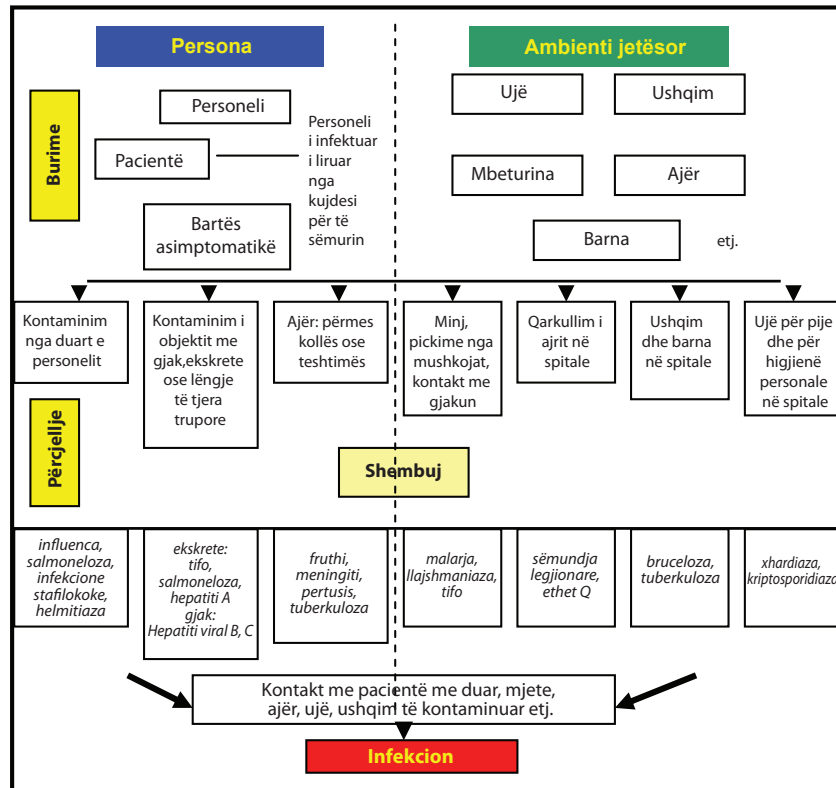 Persona
Ambienti jetësor
Burime
Personeli
Pacientë
Bartës
asimptomatikë
Personeli
i infektuar
i liruar
nga
kujdesi
për të
sëmurin
Ujë
Ushqim
Mbeturina
Ajër
Barna
etj.
Kontaminim
nga duart e
personelit
Kontaminim i
objektit me
gjak,ekskrete
ose lëngje
të tjera
trupore
Ajër: përmes
kollës ose
teshtimës
Minj,
pickime nga
mushkojat,
kontakt me
gjakun
Qarkullim i
ajrit në
spitale
Ushqim
dhe barna
në spitale
Ujë për pije
dhe për
higjienë
personale
në spitale
Përcjellje
Shembuj
influenca,
salmoneloza,
infekcione
stafilokoke,
helmitiaza
ekskrete:
tifo,
salmoneloza,
hepatiti A
gjak:
Hepatiti viral B, C
fruthi,
meningiti,
pertusis,
tuberkuloza
malarja,
llajshmaniaza,
tifo
sëmundja
legjionare,
ethet Q
bruceloza,
tuberkuloza
xhardiaza,
kriptosporidiaza
Kontakt me pacientë me duar, mjete,
ajër, ujë, ushqim të kontaminuar etj.
Infekcion